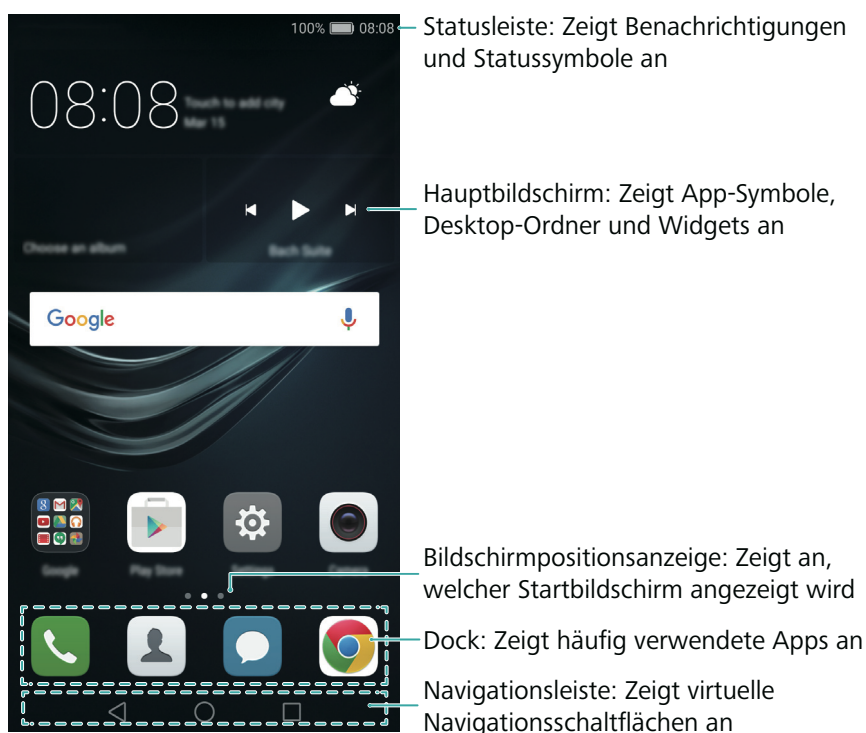 100% 08:08
Statusleiste: Zeigt Benachrichtigungen
und Statussymbole an
08:08
Touch to add city
Mar 15
Hauptbildschirm: Zeigt App-Symbole,
Desktop-Ordner und Widgets an
Choose an album
Bach Suite
Google
Google
Play Store
Settings
Camera
Bildschirmpositionsanzeige: Zeigt an,
welcher Startbildschirm angezeigt wird
Dock: Zeigt häufig verwendete Apps an
Navigationsleiste: Zeigt virtuelle
Navigationsschaltflächen an